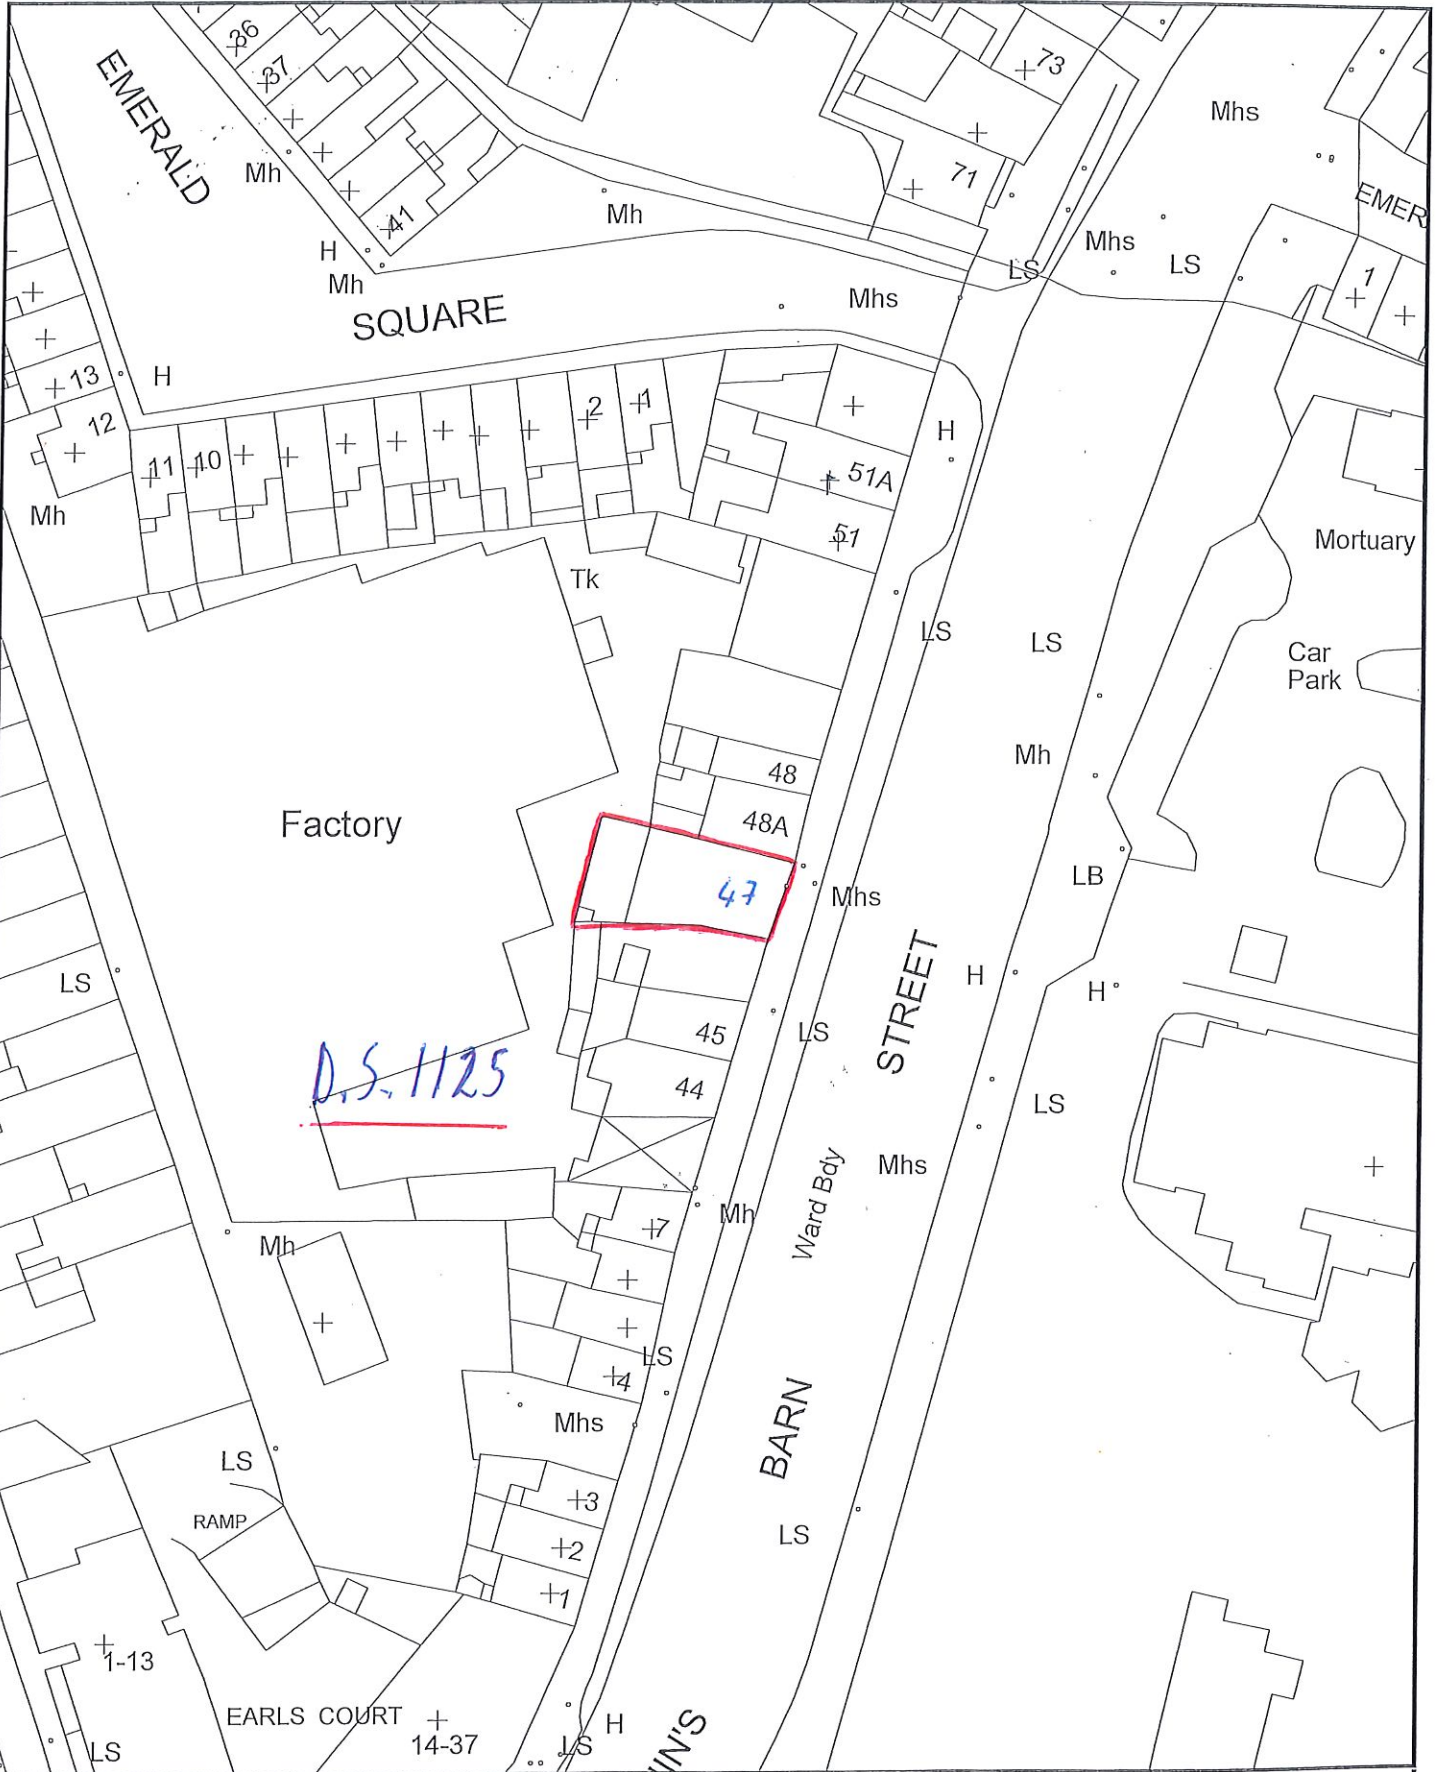 36
37
73
EMERALD
Mhs
Mh
71
EMER
41
Mh
H
Mhs
LS
LS
Mh
1
Mhs
SQUARE
13
H
12
2
1
H
11
10
51A
Mh
51
Mortuary
Tk
LS
LS
Car
Park
Mh
48
48A
Factory
LB
47
Mhs
LS
H
H
STREET
45
LS
D.S. 1125
44
LS
Mhs
Ward Bdy
Mh
7
Mh
LS
4
BARN
Mhs
LS
3
RAMP
LS
2
1
1-13
EARLS COURT
14-37
H
LS
LS
IN'S